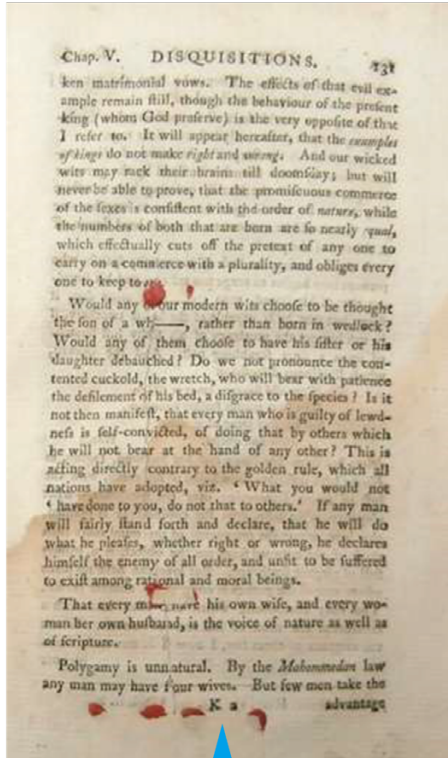 Chap. V. DISQUISITIONS. 131
ken matrimonial vows. The effects of that evil ex-
ample remain ſtill, though the behaviour of the preſent
king (whom God preſerve) is the very oppoſite of that
I refer to. It will appear hereafter, that the examples
of kings do not make right and wrong. And our wicked
wits may rack their brains till doomſday; but will
never be able to prove, that the promiſcuous commerce
of the ſexes is conſiſtent with the order of nature, while
the numbers of both that are born are ſo nearly equal,
which effectually cuts off the pretext of any one to
carry on a commerce with a plurality, and obliges every
one to keep to
Would any of our modern wits chooſe to be thought
the ſon of a wh——, rather than born in wedlock?
Would any of them chooſe to have his ſiſter or his
daughter debauched? Do we not pronounce the con-
tented cuckold, the wretch, who will bear with patience
the defilement of his bed, a diſgrace to the ſpecies? Is it
not then manifeſt, that every man who is guilty of lewd-
neſs is ſelf-convicted, of doing that by others which
he will not bear at the hand of any other? This is
acting directly contrary to the golden rule, which all
nations have adopted, viz. ‘ What you would not
‘ have done to you, do not that to others.’ If any man
will fairly ſtand forth and declare, that he will do
what he pleaſes, whether right or wrong, he declares
himſelf the enemy of all order, and unfit to be ſuffered
to exiſt among rational and moral beings.
That every man have his own wife, and every wo-
man her own huſband, is the voice of nature as well as
of ſcripture.
Polygamy is unnatural. By the Mahommedan law
any man may have four wives. But few men take the
K 2 advantage